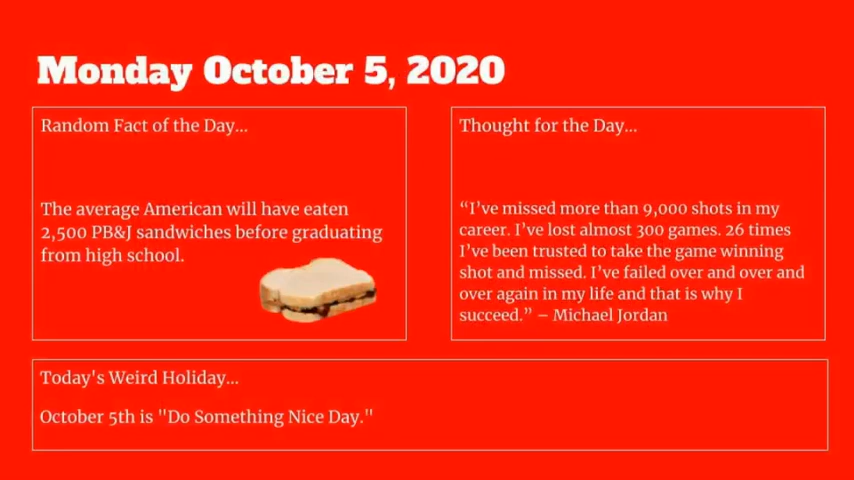 Monday October 5, 2020
Random Fact of the Day...
The average American will have eaten
2,500 PB&J sandwiches before graduating
from high school.
Thought for the Day...
“I’ve missed more than 9,000 shots in my
career. I’ve lost almost 300 games. 26 times
I’ve been trusted to take the game winning
shot and missed. I’ve failed over and over and
over again in my life and that is why I
succeed.” – Michael Jordan
Today's Weird Holiday...
October 5th is "Do Something Nice Day."